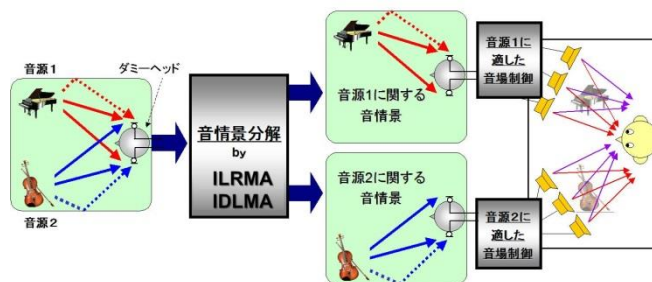 音源1
ダミーヘッド
音源2
音情景分解
by
ILRMA
IDLMA
音源1に関する
音情景
音源2に関する
音情景
音源1に
適した
音場制御
音源2に
適した
音場制御